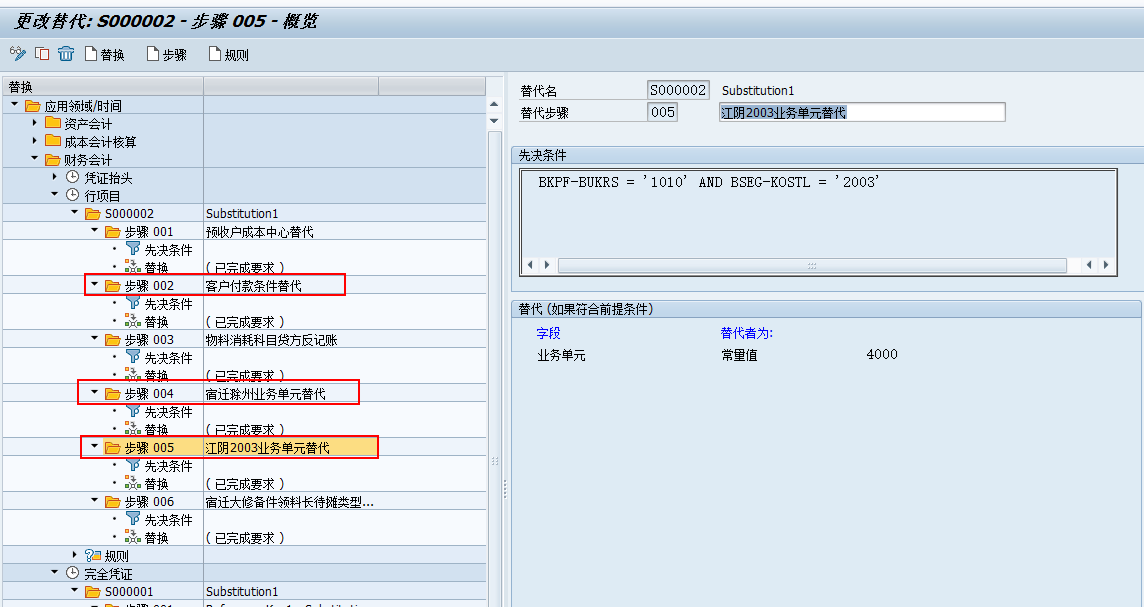 更改替代: S000002 - 步骤 005 - 概览
替换 步骤 规则
替换
应用领域/时间
资产会计
成本会计核算
财务会计
凭证抬头
行项目
S000002 Substitution1
步骤 001 预收户成本中心替代
先决条件
替换 ( 已完成要求 )
步骤 002 客户付款条件替代
先决条件
替换 ( 已完成要求 )
步骤 003 物料消耗科目贷方反记账
先决条件
替换 ( 已完成要求 )
步骤 004 宿迁滁州业务单元替代
先决条件
替换 ( 已完成要求 )
步骤 005 江阴2003业务单元替代
先决条件
替换 ( 已完成要求 )
步骤 006 宿迁大修备件领料长待摊类型...
先决条件
替换 ( 已完成要求 )
规则
完全凭证
S000001 Substitution1
替代名 S000002 Substitution1
替代步骤 005 江阴2003业务单元替代
先决条件
BKPF-BUKRS = '1010' AND BSEG-KOSTL = '2003'
替代 (如果符合前提条件)
字段 替代者为:
业务单元 常量值 4000